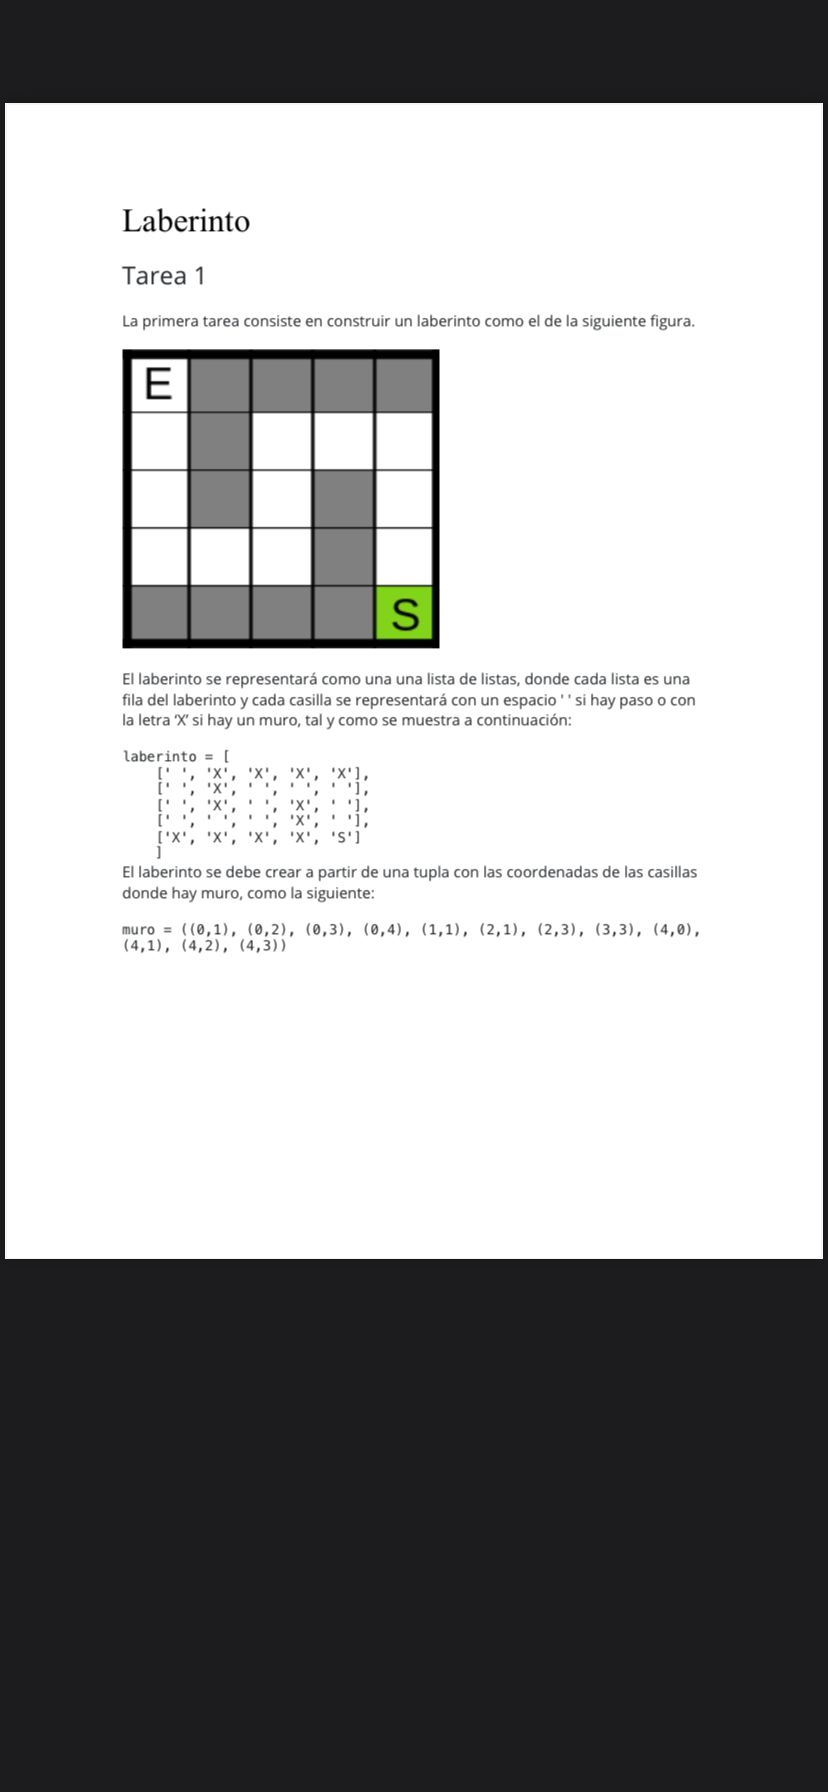 Laberinto
Tarea 1
La primera tarea consiste en construir un laberinto como el de la siguiente figura.
E
S
El laberinto se representará como una una lista de listas, donde cada lista es una
fila del laberinto y cada casilla se representará con un espacio ' ' si hay paso o con
la letra ‘X’ si hay un muro, tal y como se muestra a continuación:
laberinto = [
    [' ', 'X', 'X', 'X', 'X'],
    [' ', 'X', ' ', ' ', ' '],
    [' ', 'X', ' ', 'X', ' '],
    [' ', ' ', ' ', 'X', ' '],
    ['X', 'X', 'X', 'X', 'S']
    ]
El laberinto se debe crear a partir de una tupla con las coordenadas de las casillas
donde hay muro, como la siguiente:
muro = ((0,1), (0,2), (0,3), (0,4), (1,1), (2,1), (2,3), (3,3), (4,0),
(4,1), (4,2), (4,3))